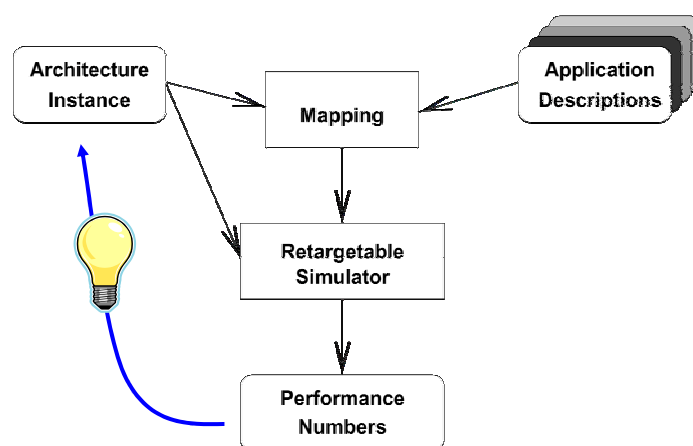 Architecture
Instance
Mapping
Application
Descriptions
Retargetable
Simulator
Performance
Numbers